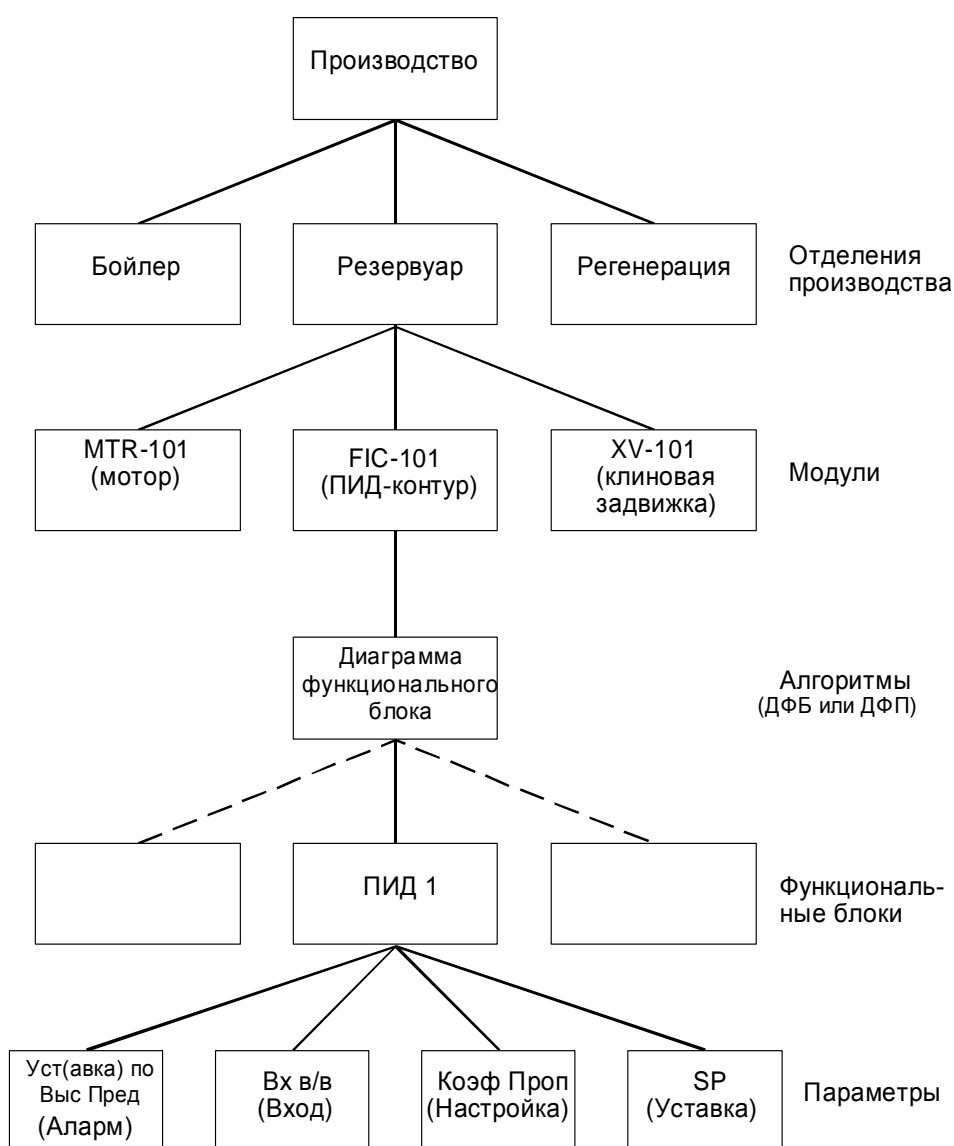 Производство
Бойлер
Резервуар
Регенерация
Отделения
производства
MTR-101
(мотор)
FIC-101
(ПИД-контур)
XV-101
(клиновая
задвижка)
Модули
Диаграмма
функционального
блока
Алгоритмы
(ДФБ или ДФП)
ПИД 1
Функциональ-
ные блоки
Уст(авка) по
Выс Пред
(Аларм)
Вх в/в
(Вход)
Коэф Проп
(Настройка)
SP
(Уставка)
Параметры